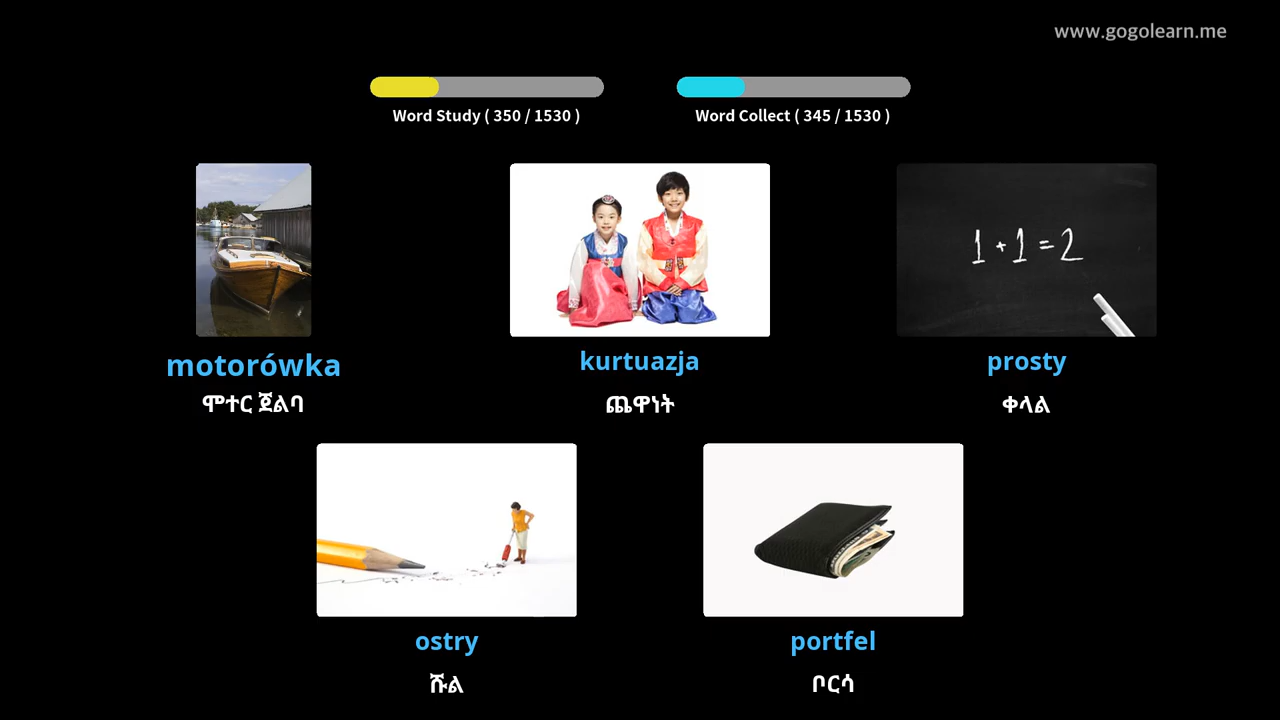 www.gogolearn.me
Word Study ( 350 / 1530 )
Word Collect ( 345 / 1530 )
motorówka
ሞተር ጀልባ
kurtuazja
ጨዋነት
prosty
ቀላል
1 + 1 = 2
ostry
ሹል
portfel
ቦርሳ